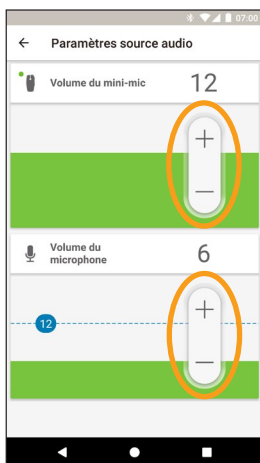 07:00
Paramètres source audio
Volume du mini-mic 12
+
−
Volume du
microphone 6
+
12
−